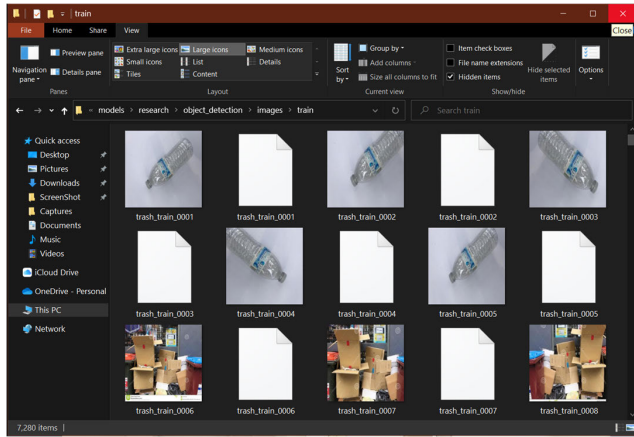 train
File Home Share View Close
Preview pane Extra large icons Large icons Medium icons Group by Item check boxes
Small icons List Details Add columns File name extensions
Navigation pane Details pane Tiles Content Sort by Size all columns to fit Hidden items Hide selected items Options
Panes Layout Current view Show/hide
« models › research › object_detection › images › train Search train
Quick access
Desktop
Pictures
Downloads
ScreenShot
Captures
Documents
Music
Videos
iCloud Drive
OneDrive - Personal
This PC
Network
trash_train_0001 trash_train_0001 trash_train_0002 trash_train_0002 trash_train_0003
trash_train_0003 trash_train_0004 trash_train_0004 trash_train_0005 trash_train_0005
trash_train_0006 trash_train_0006 trash_train_0007 trash_train_0007 trash_train_0008
7,280 items